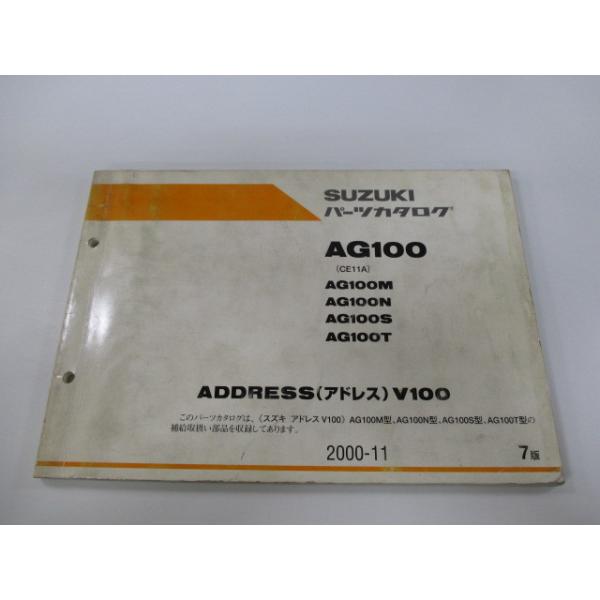 SUZUKI
パーツカタログ
AG100
(CE11A)
AG100M
AG100N
AG100S
AG100T
ADDRESS(アドレス)V100
このパーツカタログは、(スズキ アドレスV100) AG100M型、AG100N型、AG100S型、AG100T型の
補給取扱い部品を収録してあります。
2000-11
7版